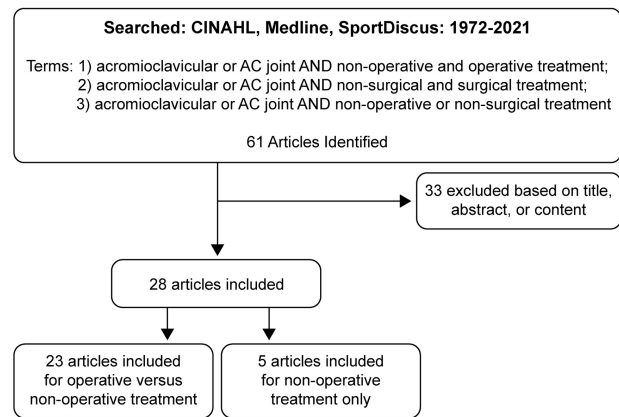 Searched: CINAHL, Medline, SportDiscus: 1972-2021
Terms: 1) acromioclavicular or AC joint AND non-operative and operative treatment;
2) acromioclavicular or AC joint AND non-surgical and surgical treatment;
3) acromioclavicular or AC joint AND non-operative or non-surgical treatment
61 Articles Identified
33 excluded based on title,
abstract, or content
28 articles included
23 articles included
for operative versus
non-operative treatment
5 articles included
for non-operative
treatment only